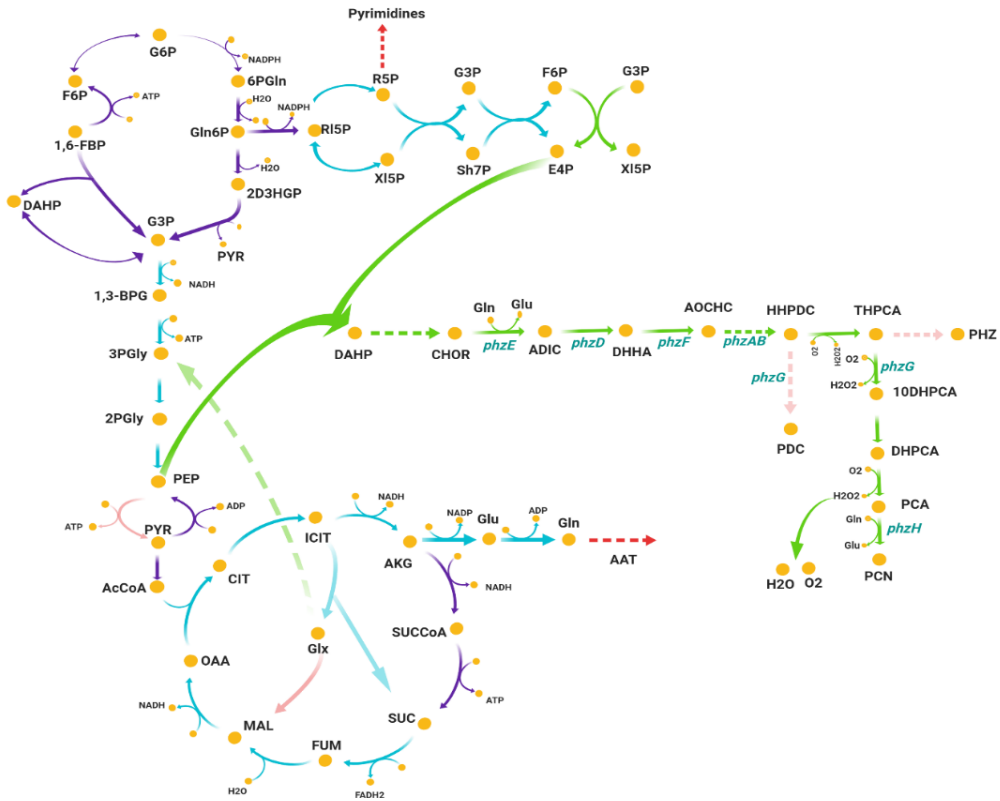 Pyrimidines
G6P
NADPH
F6P
ATP
6PGln
H2O
NADPH
R5P
G3P
F6P
G3P
1,6-FBP
Gln6P
Rl5P
H2O
Xl5P
Sh7P
E4P
Xl5P
2D3HGP
DAHP
G3P
PYR
NADH
1,3-BPG
ATP
3PGly
2PGly
PEP
ATP
ADP
PYR
AcCoA
DAHP
CHOR
Gln
Glu
phzE
ADIC
phzD
DHHA
phzF
AOCHC
phzAB
HHPDC
O2
H2O2
THPCA
PHZ
phzG
PDC
O2
phzG
H2O2
10DHPCA
DHPCA
O2
H2O2
PCA
Gln
phzH
Glu
PCN
H2O
O2
NADH
ICIT
CIT
AKG
NADP
Glu
ADP
Gln
AAT
NADH
SUCCoA
ATP
Glx
OAA
NADH
MAL
SUC
FUM
H2O
FADH2